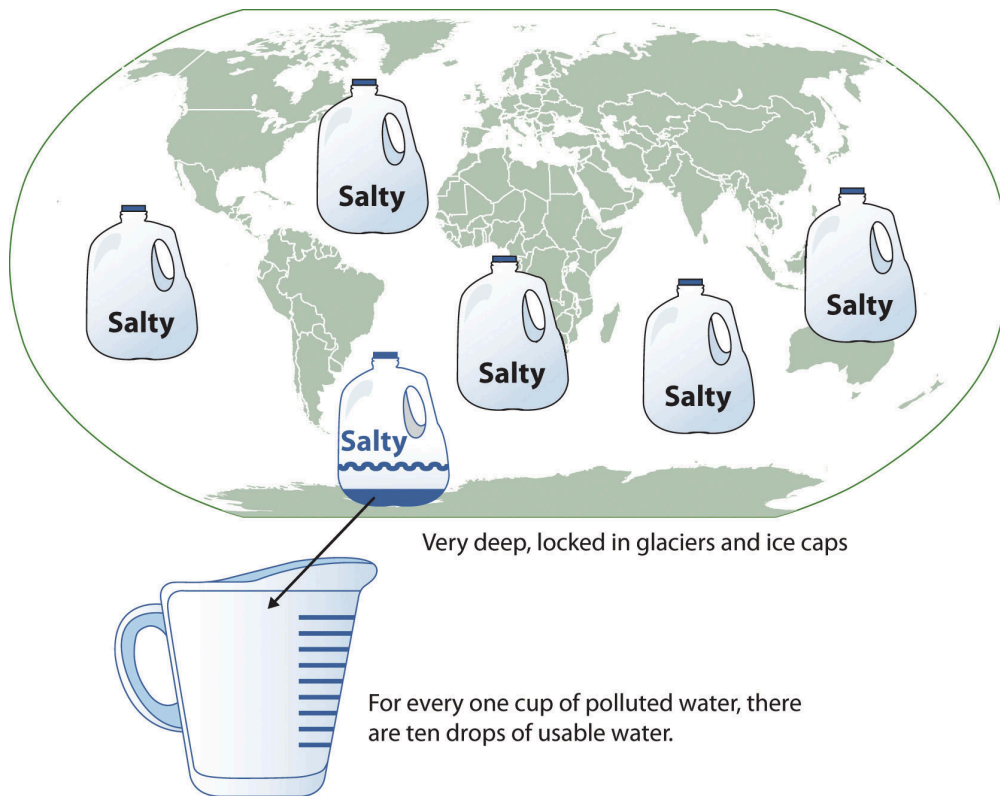 Salty
Salty
Salty
Salty
Salty
Salty
Very deep, locked in glaciers and ice caps
For every one cup of polluted water, there
are ten drops of usable water.